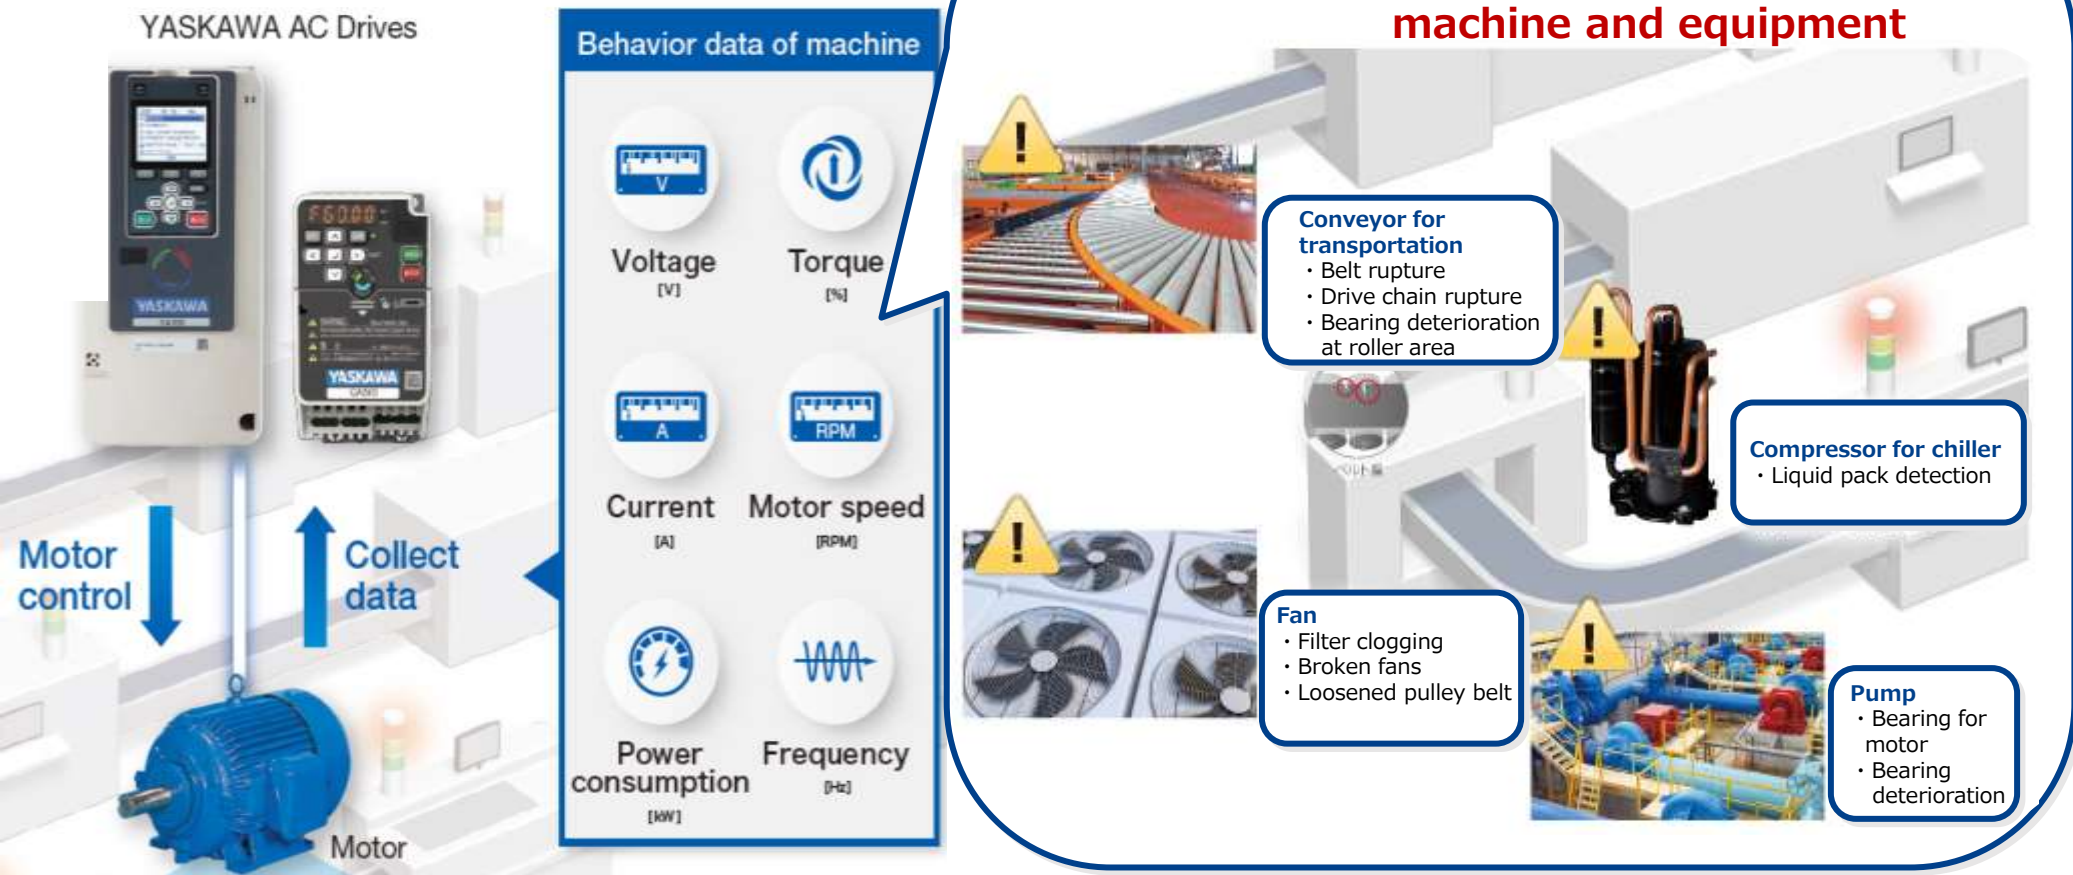 YASKAWA AC Drives
F60.00
YASKAWA
YASKAWA
Motor
control
Collect
data
Motor
Behavior data of machine
V
Voltage
[V]
Torque
[%]
A
Current
[A]
RPM
Motor speed
[RPM]
Power
consumption
[kW]
Frequency
[Hz]
machine and equipment
Conveyor for
transportation
・Belt rupture
・Drive chain rupture
・Bearing deterioration
at roller area
Compressor for chiller
・Liquid pack detection
Fan
・Filter clogging
・Broken fans
・Loosened pulley belt
Pump
・Bearing for
motor
・Bearing
deterioration